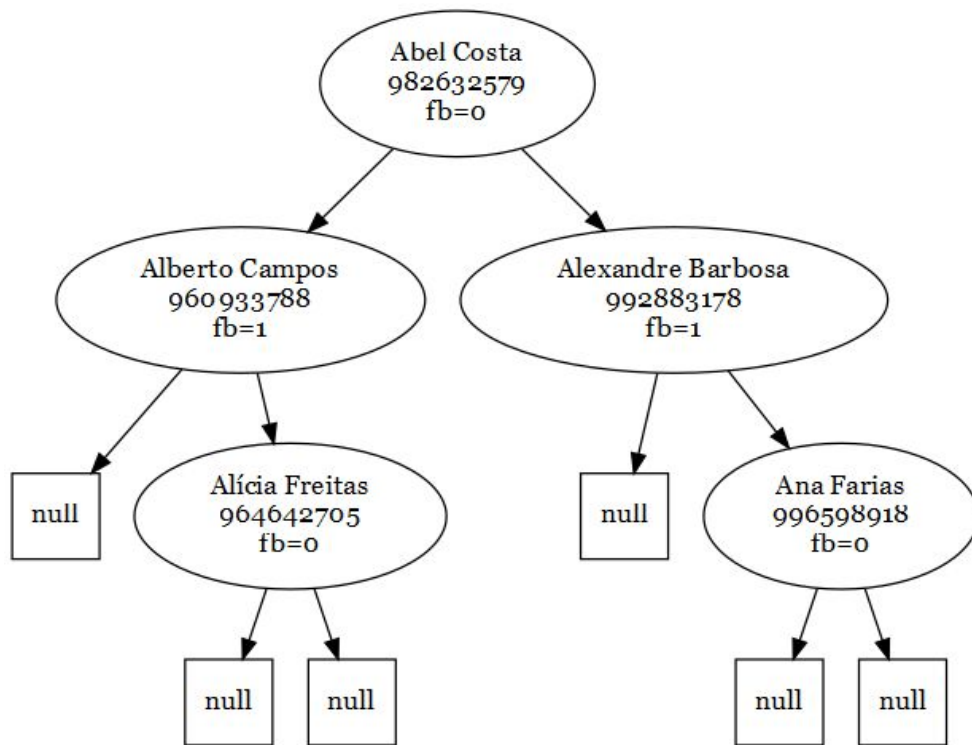 Abel Costa
982632579
fb=0
Alberto Campos
960933788
fb=1
Alexandre Barbosa
992883178
fb=1
null
Alícia Freitas
964642705
fb=0
null
Ana Farias
996598918
fb=0
null
null
null
null